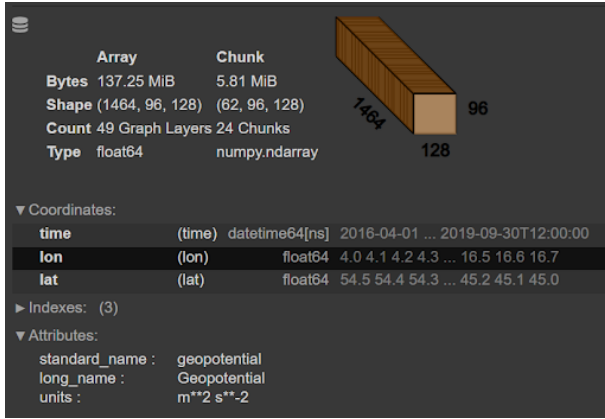 Array Chunk
Bytes 137.25 MiB 5.81 MiB
Shape (1464, 96, 128) (62, 96, 128)
Count 49 Graph Layers 24 Chunks
Type float64 numpy.ndarray
1464
96
128
▼ Coordinates:
time (time) datetime64[ns] 2016-04-01 ... 2019-09-30T12:00:00
lon (lon) float64 4.0 4.1 4.2 4.3 ... 16.5 16.6 16.7
lat (lat) float64 54.5 54.4 54.3 ... 45.2 45.1 45.0
► Indexes: (3)
▼ Attributes:
standard_name : geopotential
long_name : Geopotential
units : m**2 s**-2